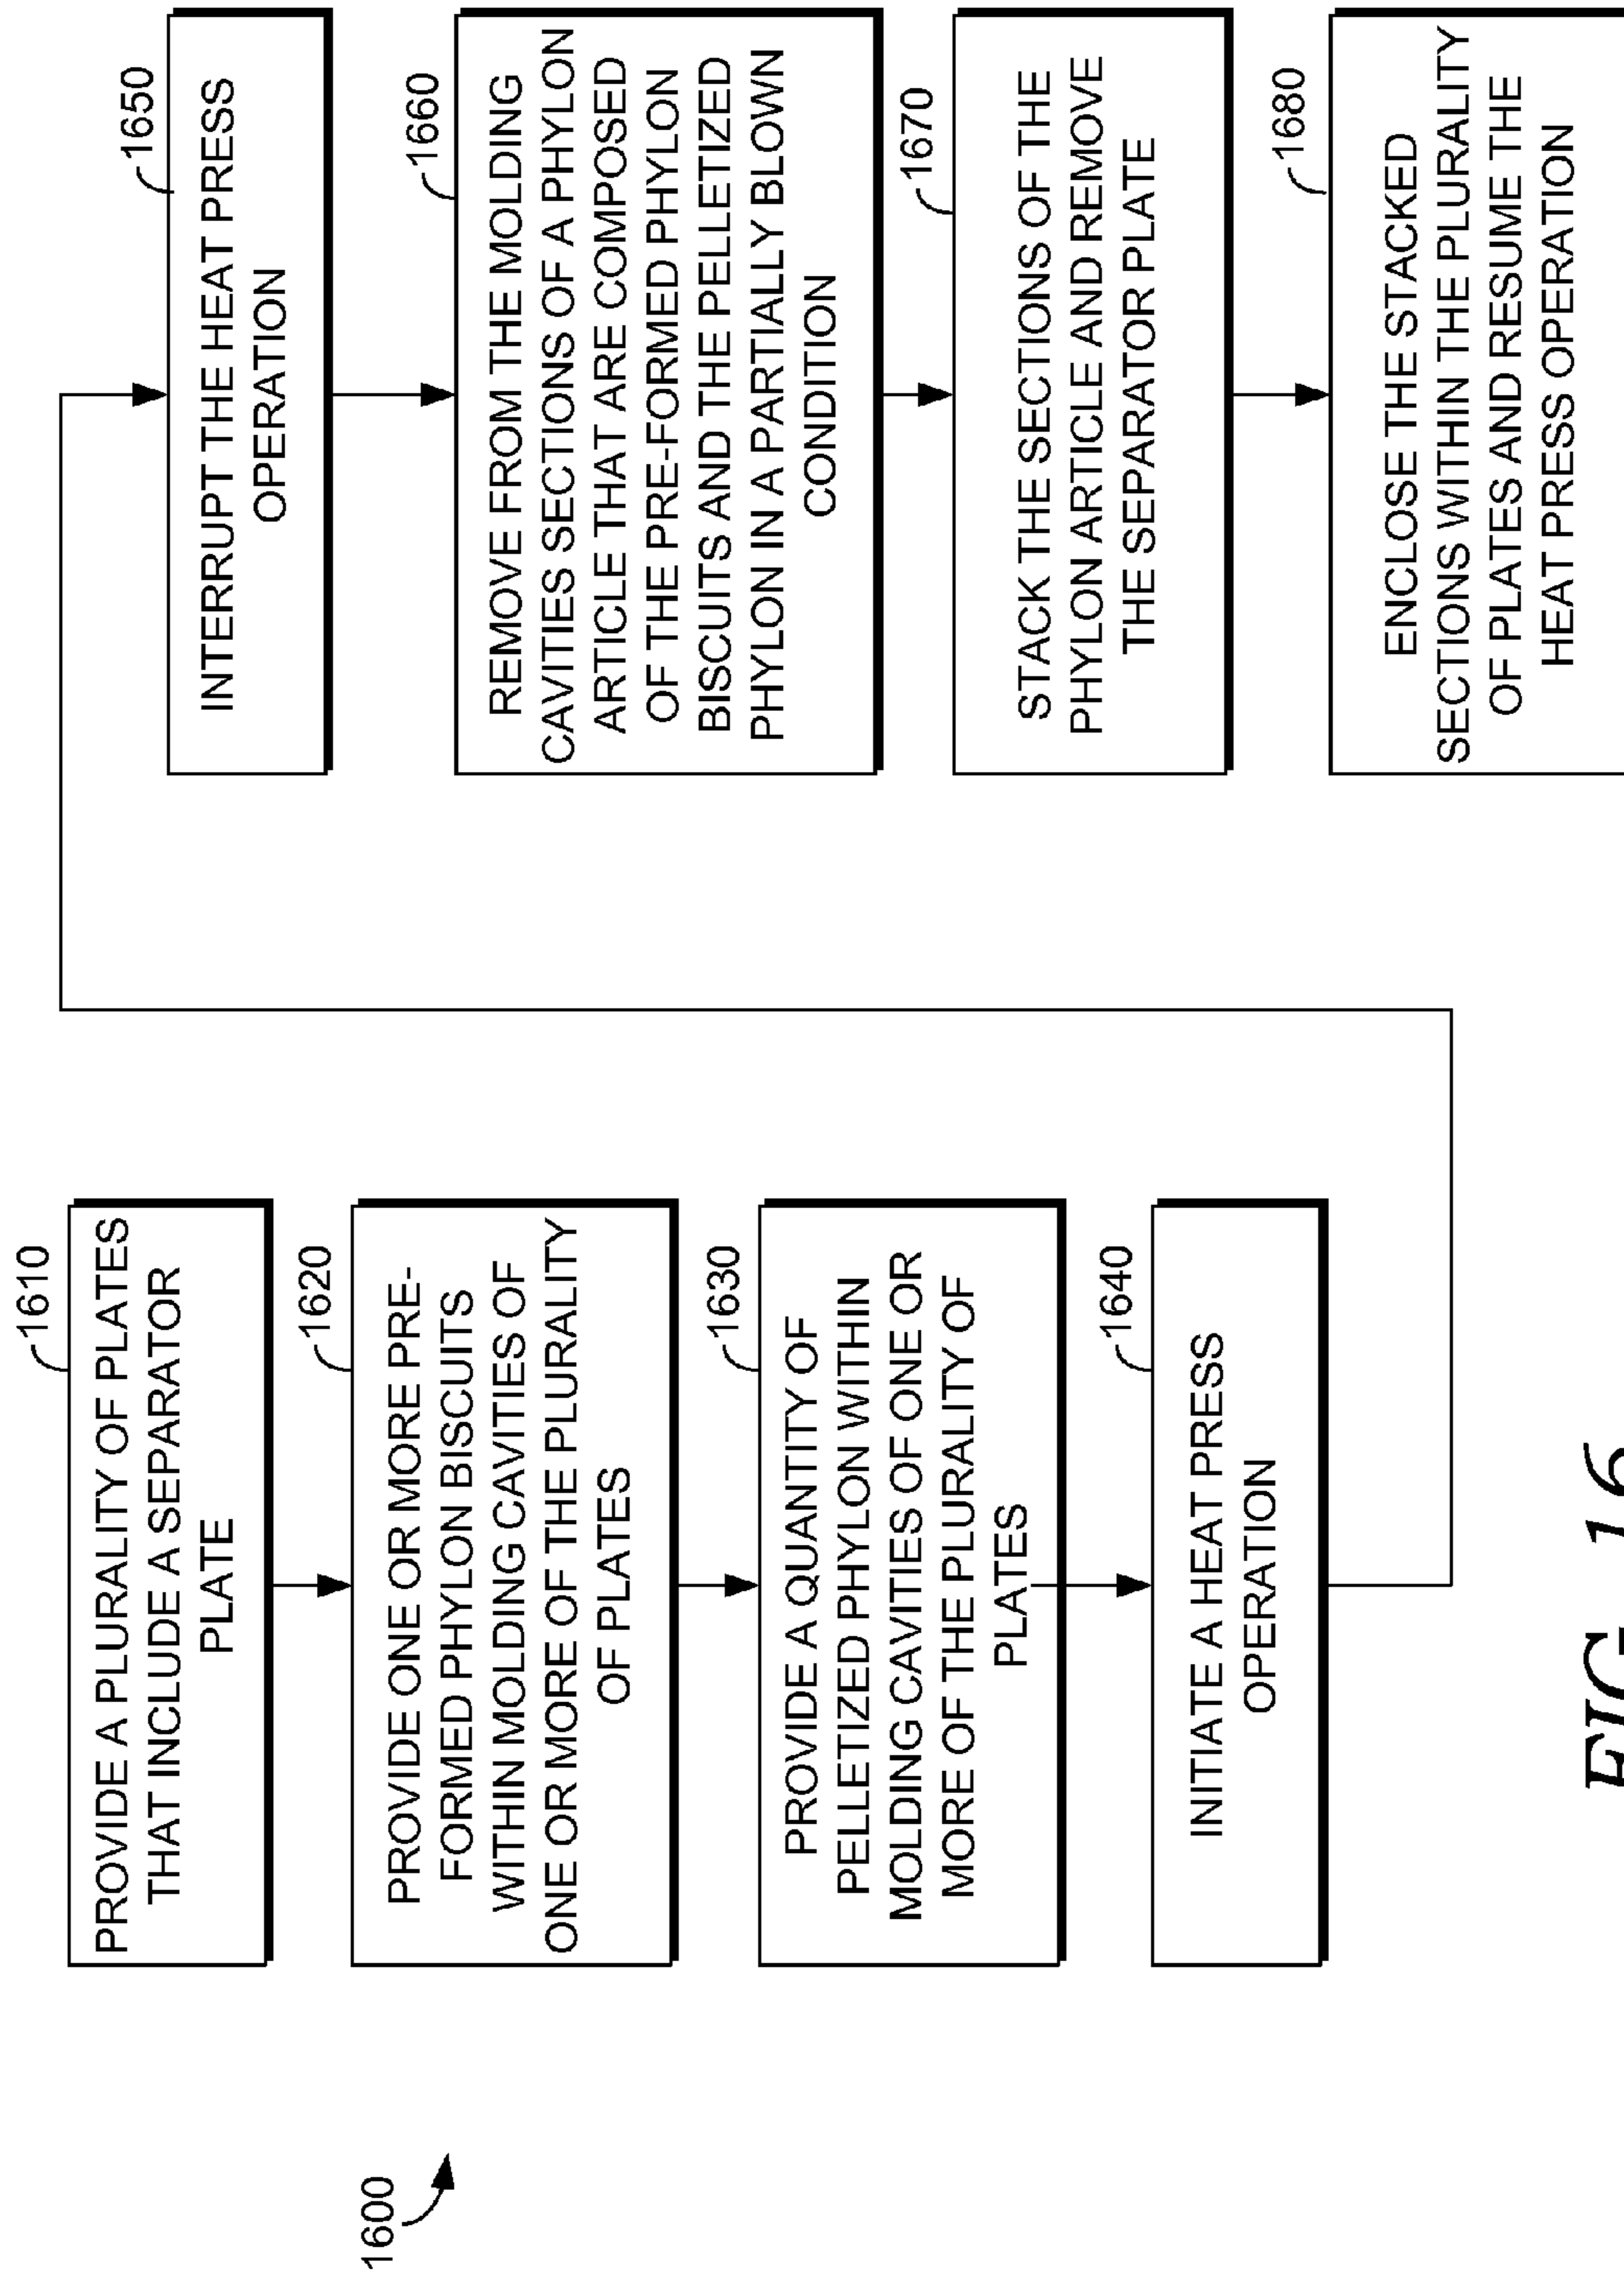 1600
1610
PROVIDE A PLURALITY OF PLATES
THAT INCLUDE A SEPARATOR
PLATE
1620
PROVIDE ONE OR MORE PRE-
FORMED PHYLON BISCUITS
WITHIN MOLDING CAVITIES OF
ONE OR MORE OF THE PLURALITY
OF PLATES
1630
PROVIDE A QUANTITY OF
PELLETIZED PHYLON WITHIN
MOLDING CAVITIES OF ONE OR
MORE OF THE PLURALITY OF
PLATES
1640
INITIATE A HEAT PRESS
OPERATION
1650
INTERRUPT THE HEAT PRESS
OPERATION
1660
REMOVE FROM THE MOLDING
CAVITIES SECTIONS OF A PHYLON
ARTICLE THAT ARE COMPOSED
OF THE PRE-FORMED PHYLON
BISCUITS AND THE PELLETIZED
PHYLON IN A PARTIALLY BLOWN
CONDITION
1670
STACK THE SECTIONS OF THE
PHYLON ARTICLE AND REMOVE
THE SEPARATOR PLATE
1680
ENCLOSE THE STACKED
SECTIONS WITHIN THE PLURALITY
OF PLATES AND RESUME THE
HEAT PRESS OPERATION
FIG. 16